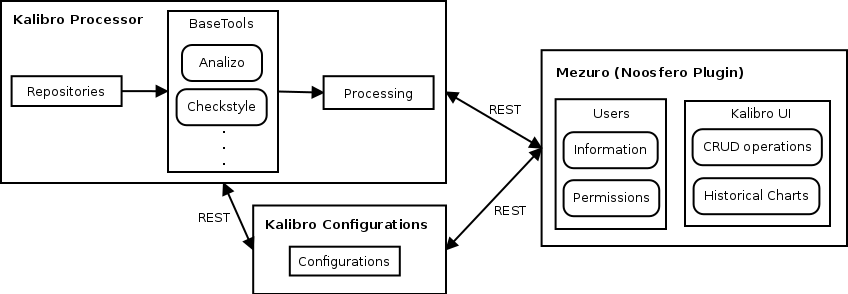 Kalibro Processor
BaseTools
Analizo
Repositories
Checkstyle
Processing
.
.
.
REST
Mezuro (Noosfero Plugin)
Users
Kalibro UI
Information
CRUD operations
Permissions
Historical Charts
REST
REST
Kalibro Configurations
Configurations